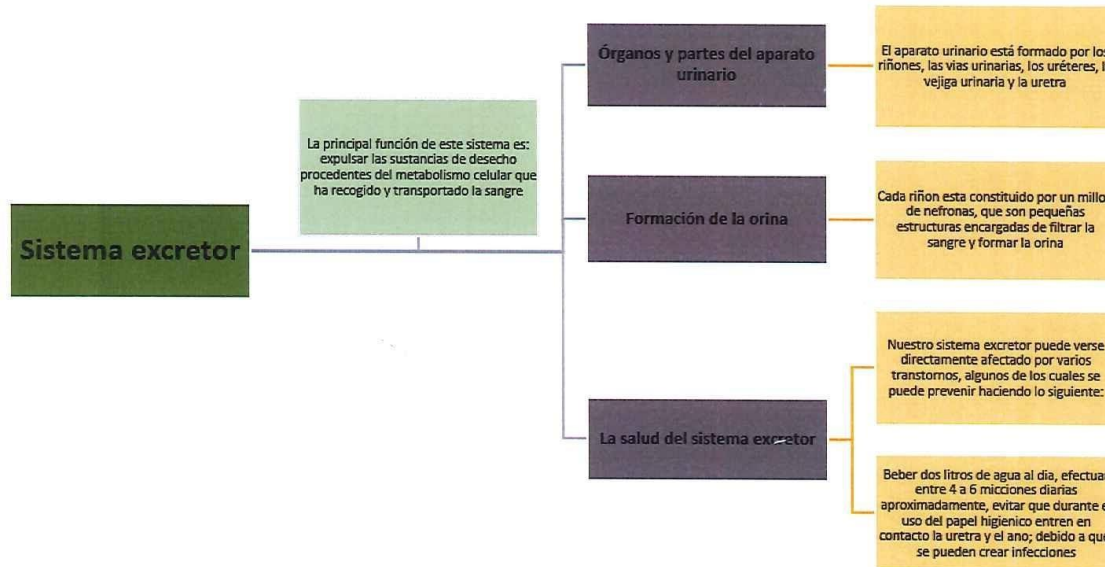 Sistema excretor
La principal función de este sistema es:
expulsar las sustancias de desecho
procedentes del metabolismo celular que
ha recogido y transportado la sangre
Órganos y partes del aparato
urinario
El aparato urinario está formado por los
riñones, las vias urinarias, los uréteres, l
vejiga urinaria y la uretra
Formación de la orina
Cada riñon esta constituido por un millo
de nefronas, que son pequeñas
estructuras encargadas de filtrar la
sangre y formar la orina
La salud del sistema excretor
Nuestro sistema excretor puede verse
directamente afectado por varios
transtornos, algunos de los cuales se
puede prevenir haciendo lo siguiente:
Beber dos litros de agua al dia, efectuar
entre 4 a 6 micciones diarias
aproximadamente, evitar que durante e
uso del papel higienico entren en
contacto la uretra y el ano; debido a que
se pueden crear infecciones